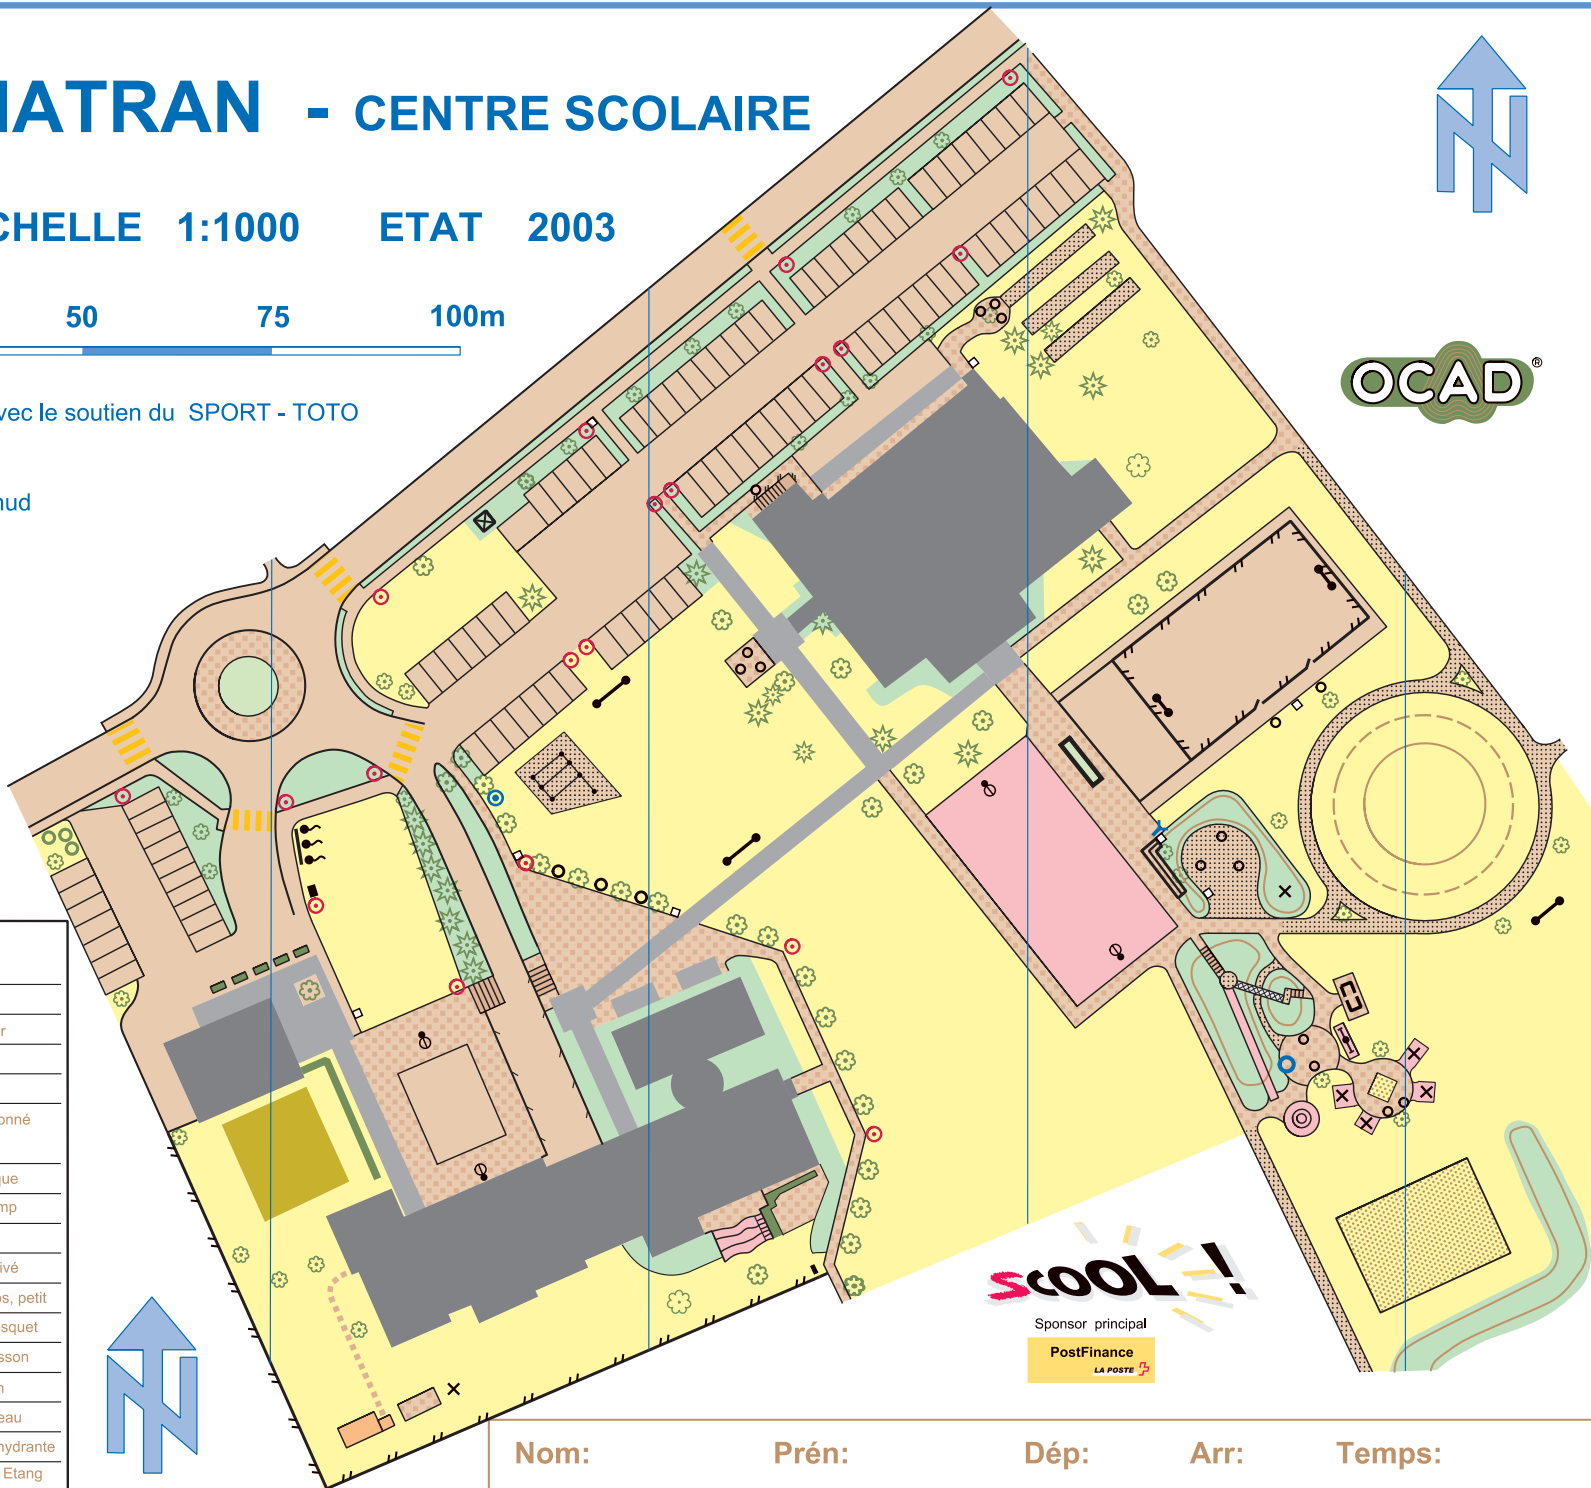 ATRAN - CENTRE SCOLAIRE
CHELLE 1:1000 ETAT 2003
50 75 100m
vec le soutien du SPORT - TOTO
nud
OCAD ®
r
onné
que
mp
ivé
os, petit
squet
sson
n
eau
hydrante
Etang
N
N
SCOOL !
Sponsor principal
PostFinance
LA POSTE
Nom: Prén: Dép: Arr: Temps: